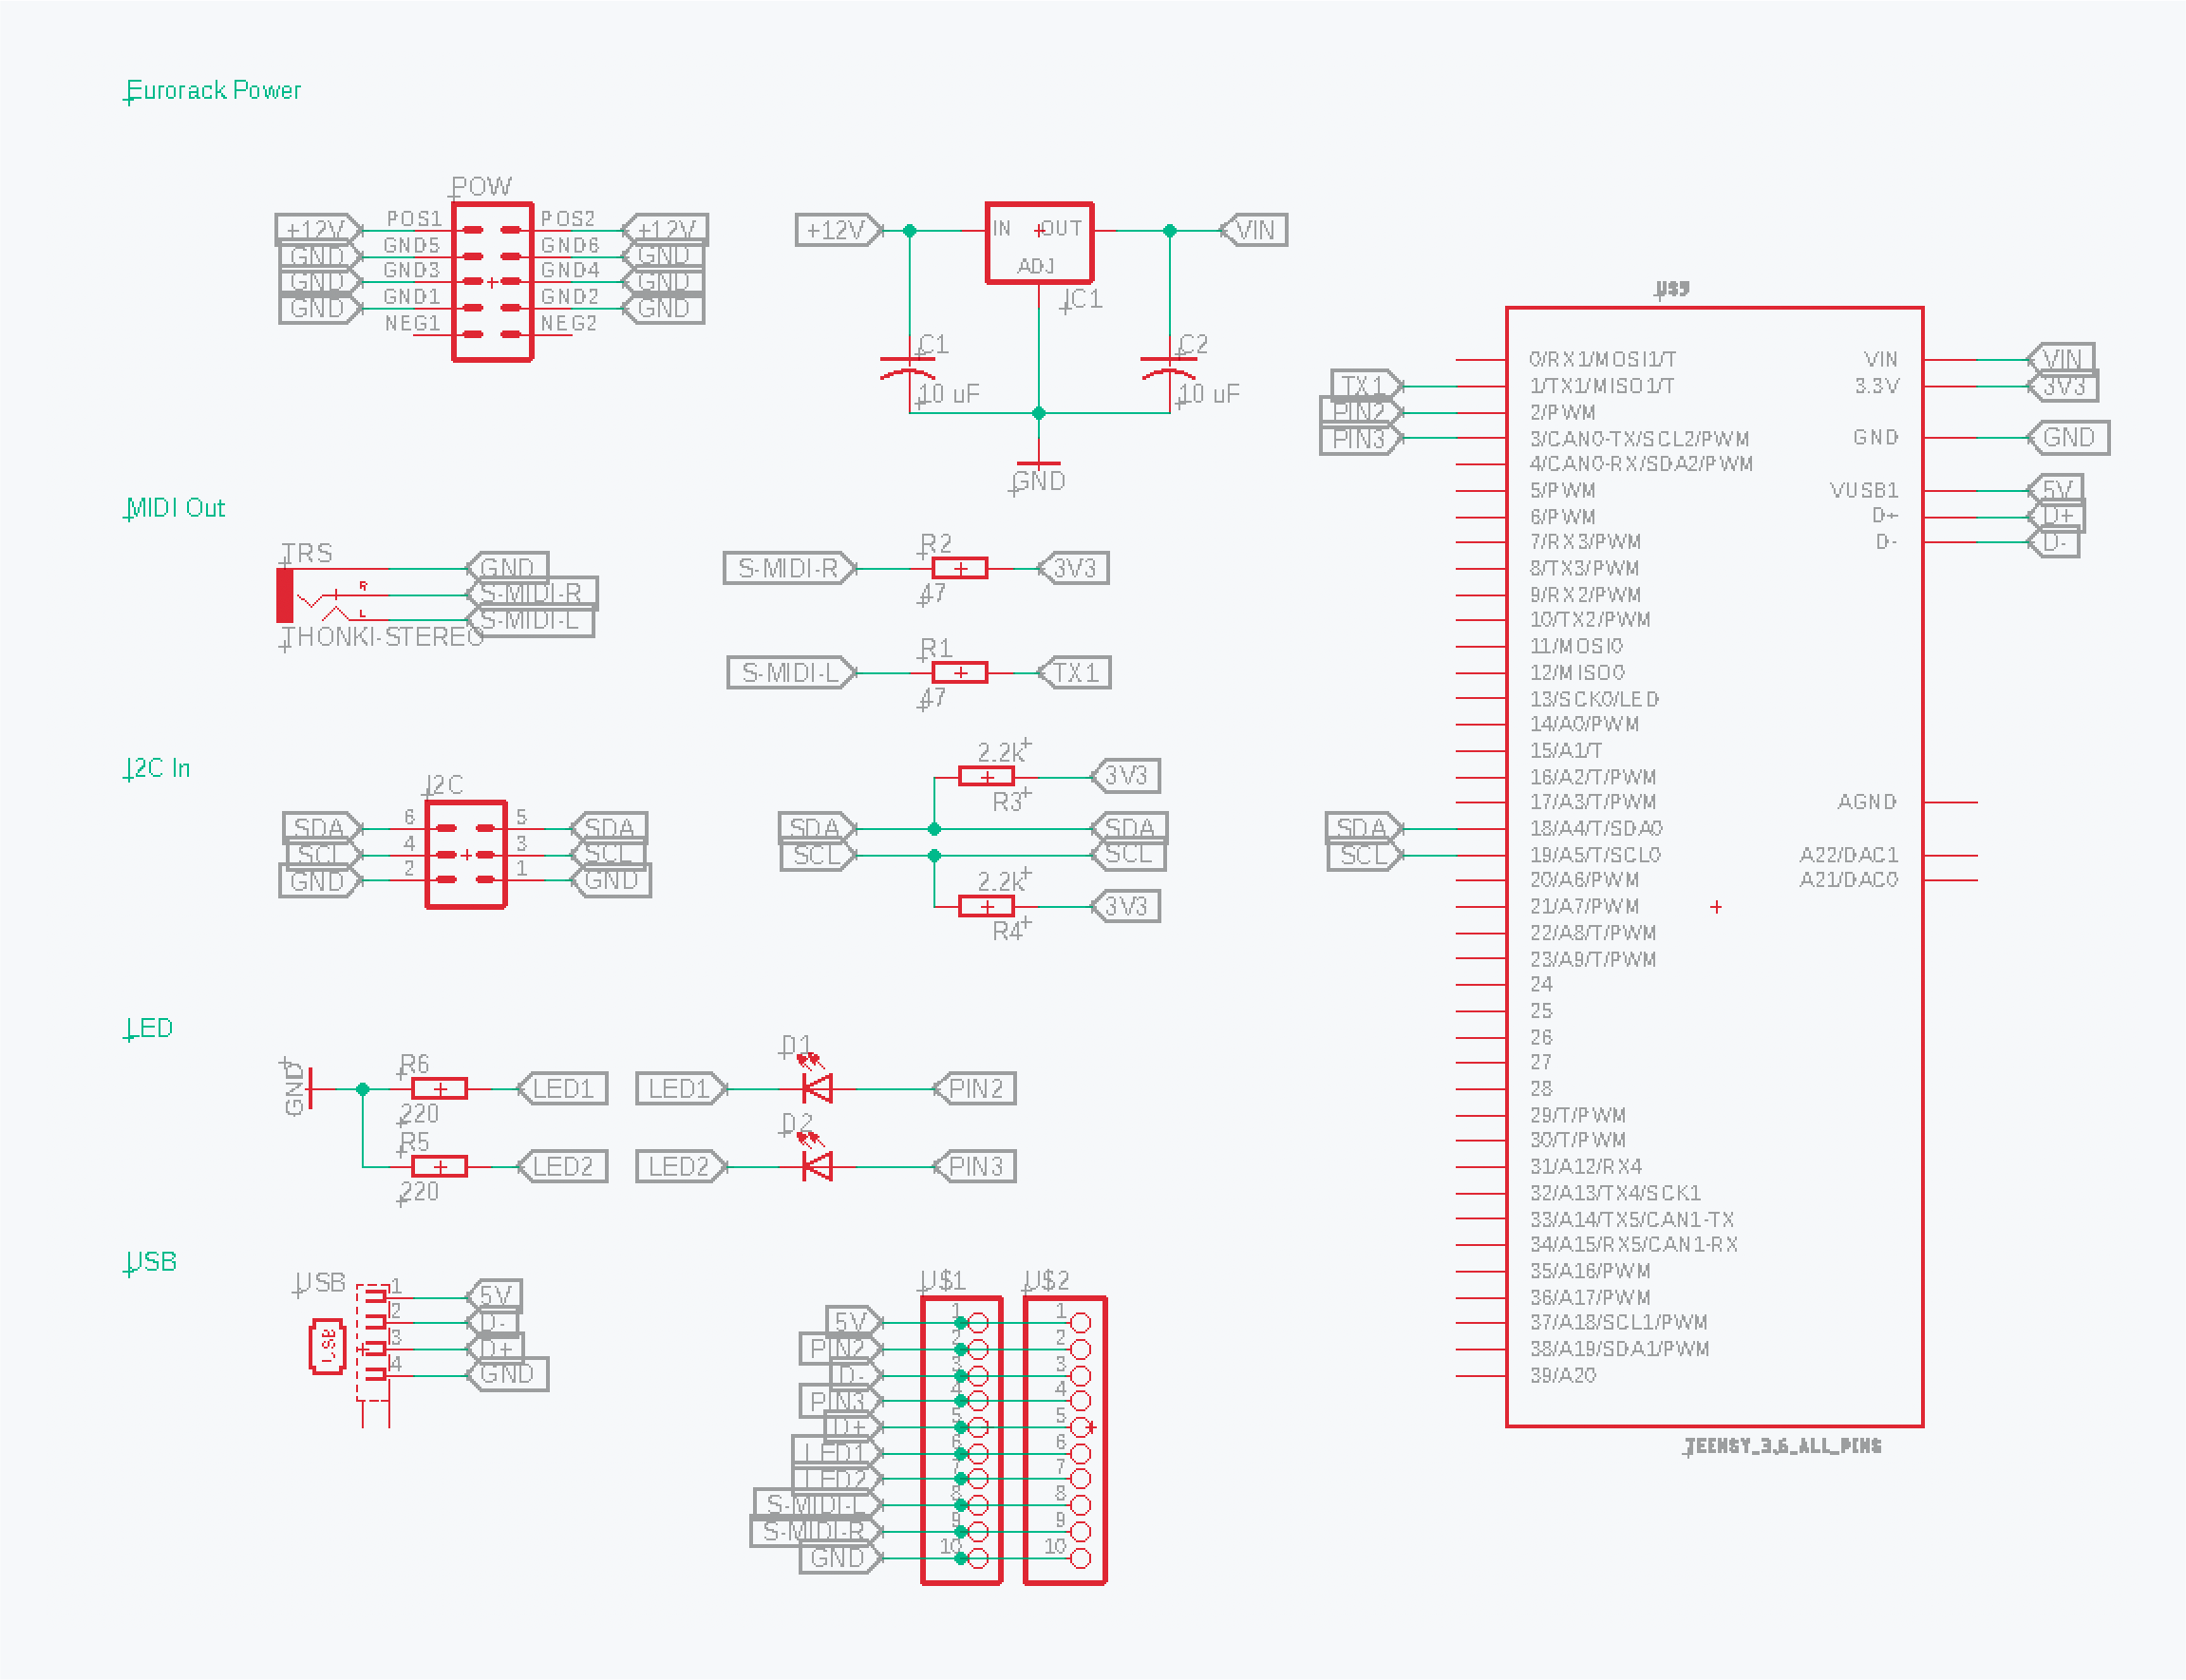 Eurorack Power
POW
+12V POS1 POS2 +12V
GND GND5 GND6 GND
GND GND3 GND4 GND
GND GND1 GND2 GND
NEG1 NEG2
+12V IN OUT VIN
ADJ
IC1
C1 C2
10 uF 10 uF
GND
MIDI Out
TRS
GND
R S-MIDI-R
L S-MIDI-L
THONKI-STEREO
R2
S-MIDI-R 3V3
47
R1
S-MIDI-L TX1
47
I2C In
I2C
SDA 6 5 SDA
SCL 4 3 SCL
GND 2 1 GND
2.2k
3V3
R3
SDA SDA
SCL SCL
2.2k
3V3
R4
LED
GND
R6
LED1
220
R5
LED2
220
D1
LED1 PIN2
D2
LED2 PIN3
USB
USB
USB
1 5V
2 D-
3 D+
4 GND
U$1 U$2
5V 1 1
PIN2 2 2
D- 3 3
PIN3 4 4
D+ 5 5
LED1 6 6
LED2 7 7
S-MIDI-L 8 8
S-MIDI-R 9 9
GND 10 10
0/RX1/MOSI1/T VIN VIN
TX1 1/TX1/MISO1/T 3.3V 3V3
PIN2 2/PWM
PIN3 3/CAN0-TX/SCL2/PWM GND GND
4/CAN0-RX/SDA2/PWM
5/PWM VUSB1 5V
6/PWM D+ D+
7/RX3/PWM D- D-
8/TX3/PWM
9/RX2/PWM
10/TX2/PWM
11/MOSI0
12/MISO0
13/SCK0/LED
14/A0/PWM
15/A1/T
16/A2/T/PWM
17/A3/T/PWM AGND
SDA 18/A4/T/SDA0
SCL 19/A5/T/SCL0 A22/DAC1
20/A6/PWM A21/DAC0
21/A7/PWM
22/A8/T/PWM
23/A9/T/PWM
24
25
26
27
28
29/T/PWM
30/T/PWM
31/A12/RX4
32/A13/TX4/SCK1
33/A14/TX5/CAN1-TX
34/A15/RX5/CAN1-RX
35/A16/PWM
36/A17/PWM
37/A18/SCL1/PWM
38/A19/SDA1/PWM
39/A20
TEENSY_3.6_ALL_PINS